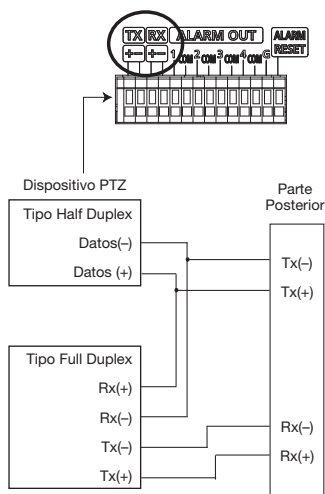 TX RX ALARM OUT ALARM RESET
+ − + − 1 COM 2 COM 3 COM 4 COM G
Dispositivo PTZ
Parte Posterior
Tipo Half Duplex
Datos(−)
Datos (+)
Tx(−)
Tx(+)
Tipo Full Duplex
Rx(+)
Rx(−)
Tx(−)
Tx(+)
Rx(−)
Rx(+)